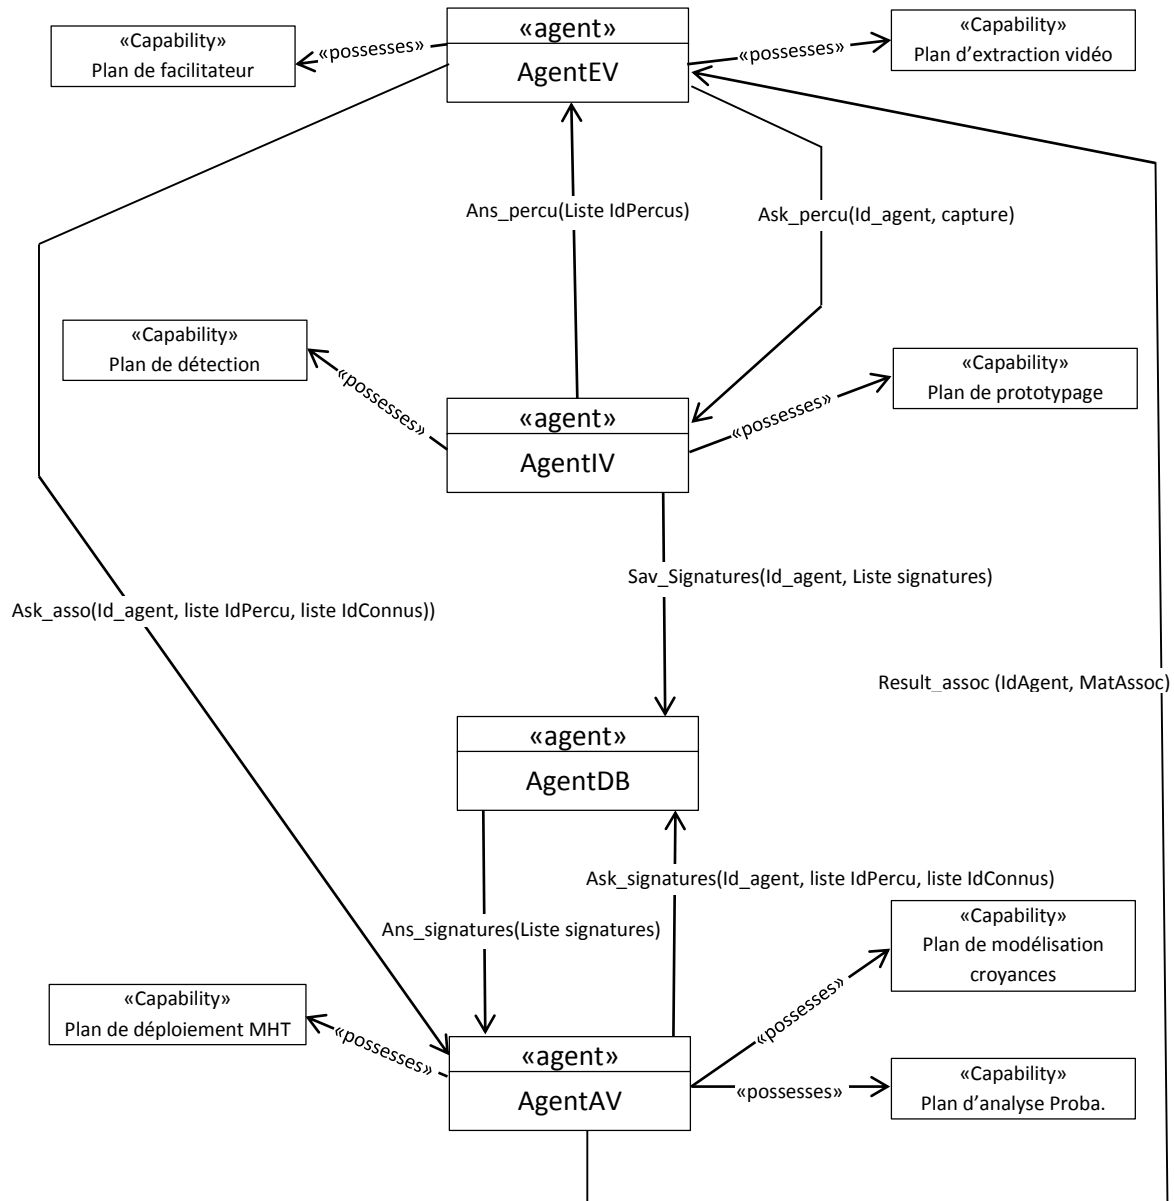 «Capability»
Plan de facilitateur
«possesses»
«agent»
AgentEV
«possesses»
«Capability»
Plan d’extraction vidéo
Ans_percu(Liste IdPercus)
Ask_percu(Id_agent, capture)
«Capability»
Plan de détection
«possesses»
«agent»
AgentIV
«possesses»
«Capability»
Plan de prototypage
Sav_Signatures(Id_agent, Liste signatures)
Ask_asso(Id_agent, liste IdPercu, liste IdConnus))
Result_assoc (IdAgent, MatAssoc)
«agent»
AgentDB
Ask_signatures(Id_agent, liste IdPercu, liste IdConnus)
Ans_signatures(Liste signatures)
«Capability»
Plan de modélisation
croyances
«possesses»
«Capability»
Plan de déploiement MHT
«possesses»
«agent»
AgentAV
«possesses»
«Capability»
Plan d’analyse Proba.